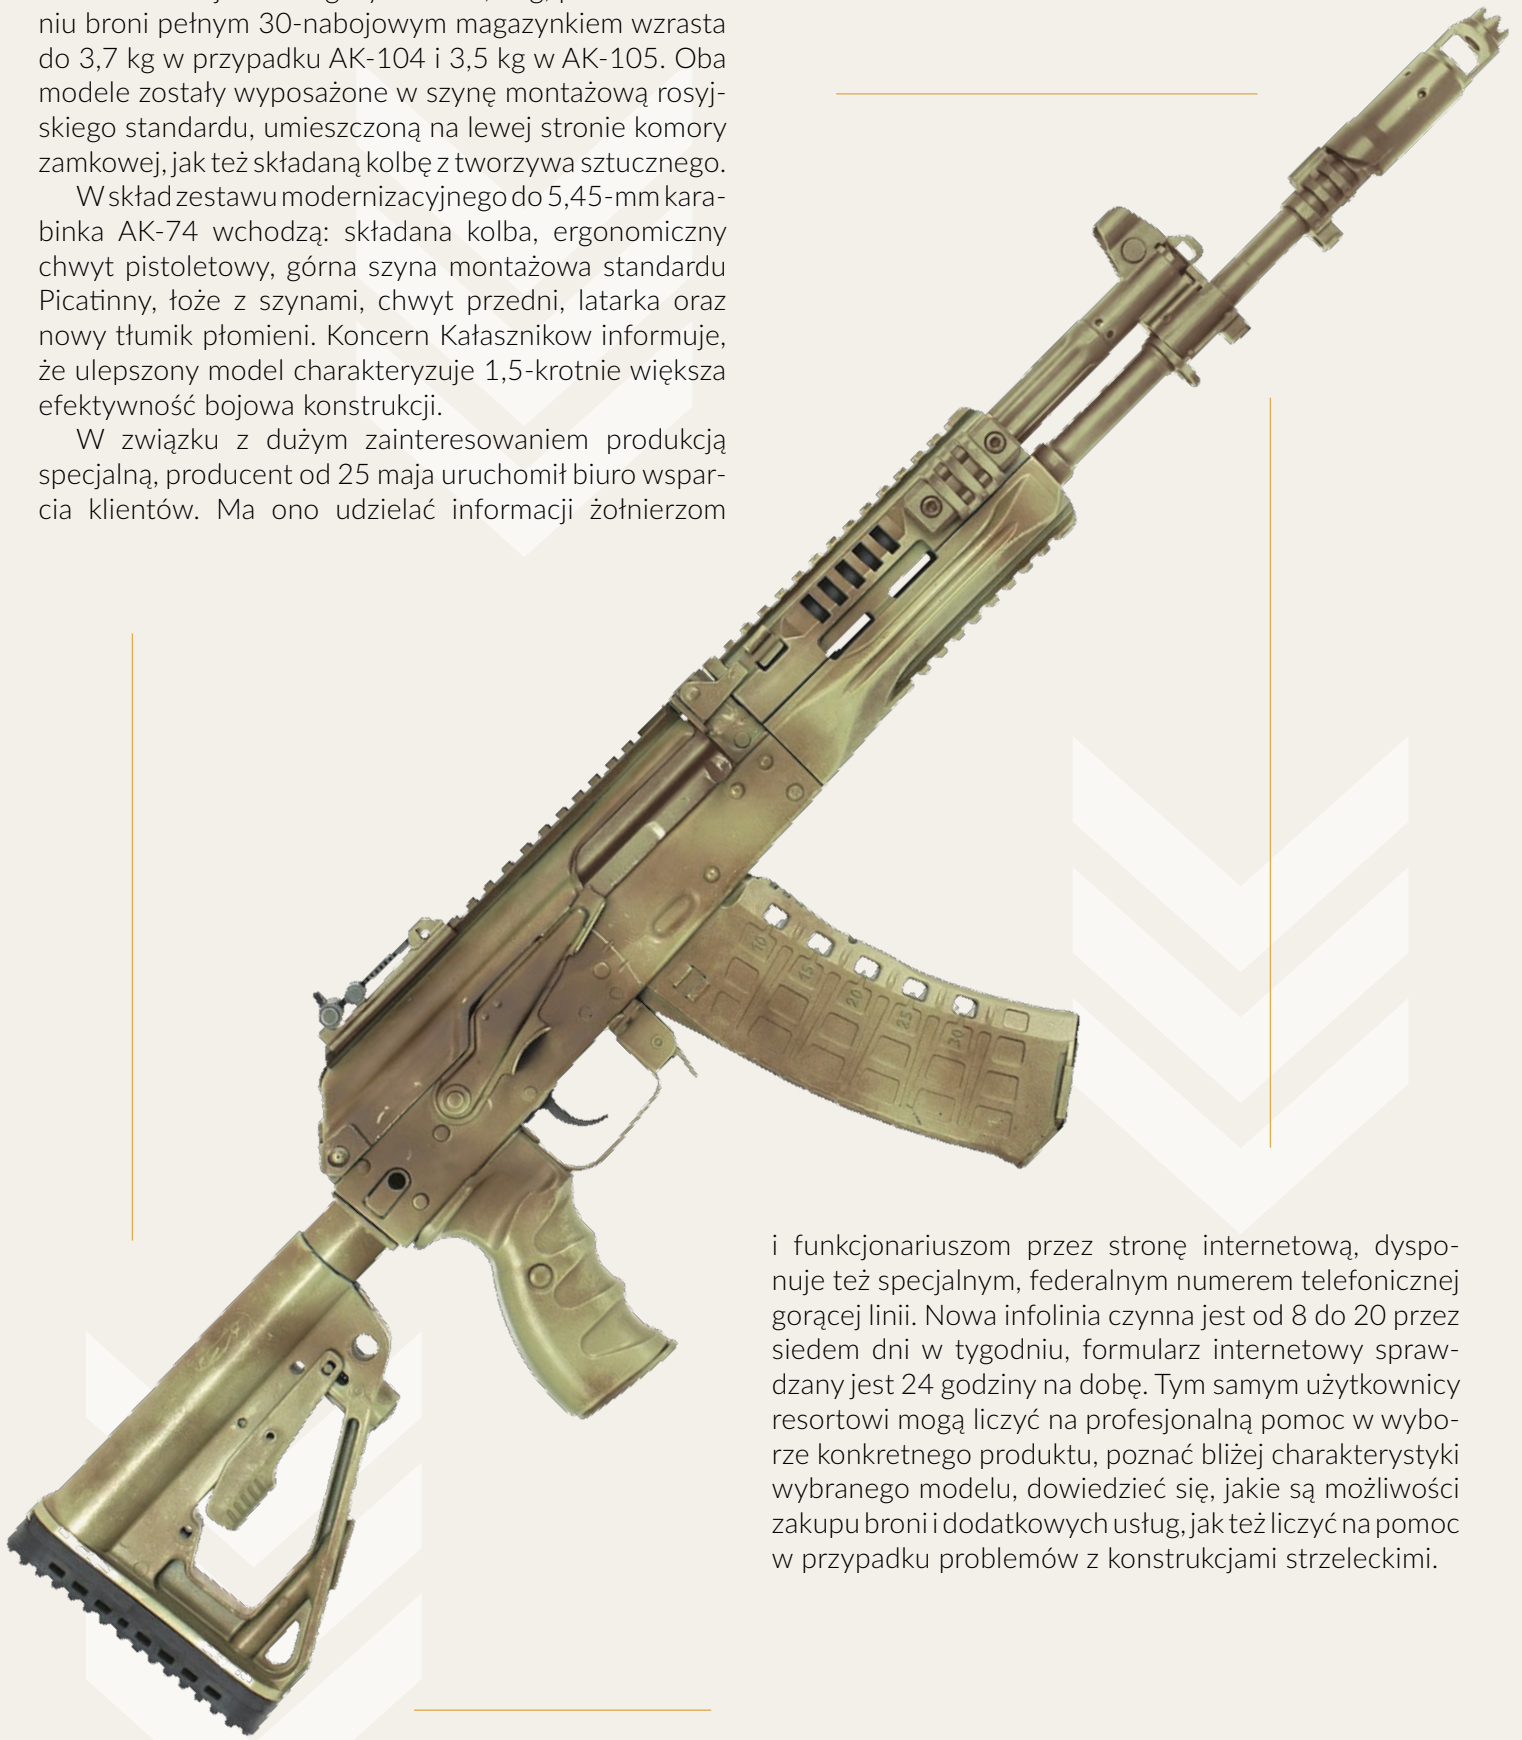 niu broni pełnym 30-nabojowym magazynkiem wzrasta
do 3,7 kg w przypadku AK-104 i 3,5 kg w AK-105. Oba
modele zostały wyposażone w szynę montażową rosyj-
skiego standardu, umieszczoną na lewej stronie komory
zamkowej, jak też składaną kolbę z tworzywa sztucznego.
W skład zestawu modernizacyjnego do 5,45-mm kara-
binka AK-74 wchodzą: składana kolba, ergonomiczny
chwyt pistoletowy, górna szyna montażowa standardu
Picatinny, łoże z szynami, chwyt przedni, latarka oraz
nowy tłumik płomieni. Koncern Kałasznikow informuje,
że ulepszony model charakteryzuje 1,5-krotnie większa
efektywność bojowa konstrukcji.
W związku z dużym zainteresowaniem produkcją
specjalną, producent od 25 maja uruchomił biuro wspar-
cia klientów. Ma ono udzielać informacji żołnierzom
10
15
20
25
30
i funkcjonariuszom przez stronę internetową, dyspo-
nuje też specjalnym, federalnym numerem telefonicznej
gorącej linii. Nowa infolinia czynna jest od 8 do 20 przez
siedem dni w tygodniu, formularz internetowy spraw-
dzany jest 24 godziny na dobę. Tym samym użytkownicy
resortowi mogą liczyć na profesjonalną pomoc w wybo-
rze konkretnego produktu, poznać bliżej charakterystyki
wybranego modelu, dowiedzieć się, jakie są możliwości
zakupu broni i dodatkowych usług, jak też liczyć na pomoc
w przypadku problemów z konstrukcjami strzeleckimi.